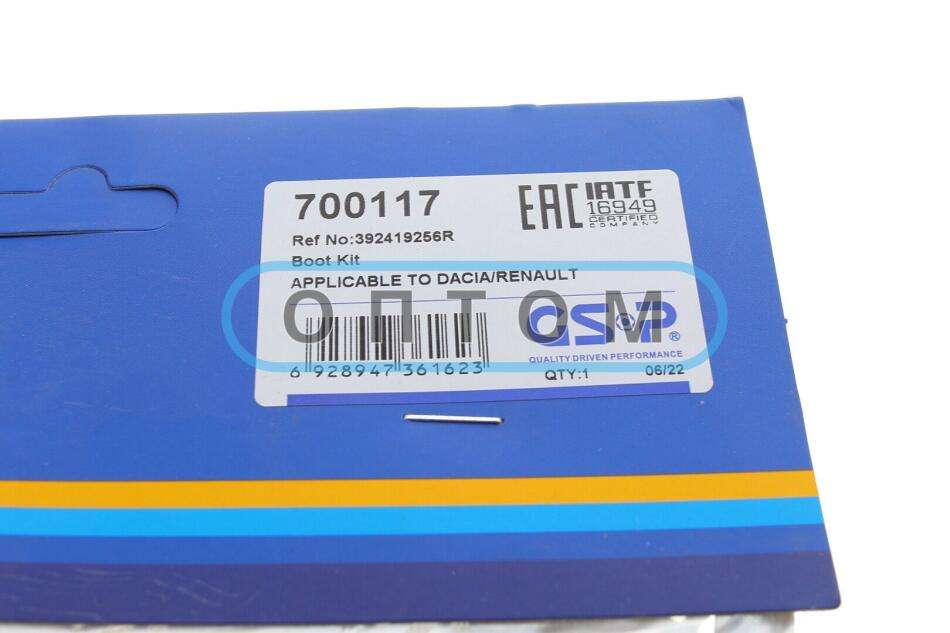 700117
EAC
IATF
16949
CERTIFIED
COMPANY
Ref No:392419256R
Boot Kit
APPLICABLE TO DACIA/RENAULT
ОПТОМ
GSP®
QUALITY DRIVEN PERFORMANCE
6 928947 361623
QTY:1 06/22